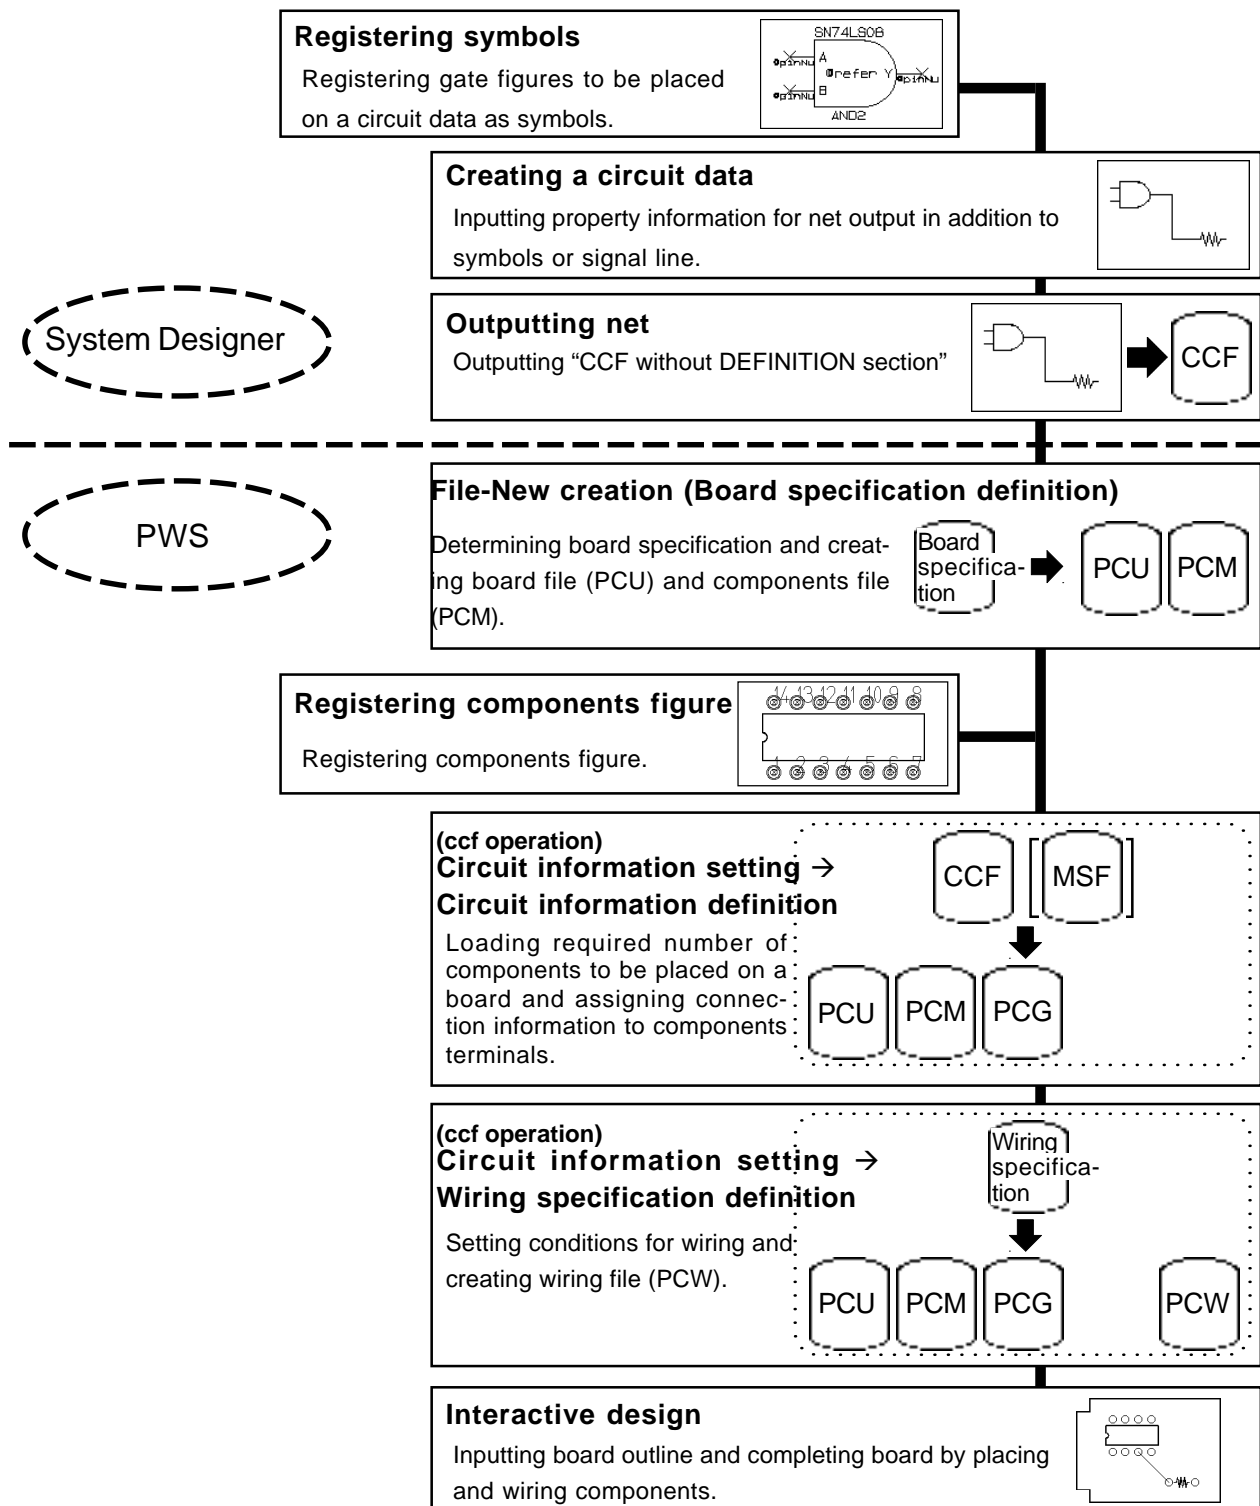 Registering symbols
Registering gate figures to be placed
on a circuit data as symbols.
SN74LS08
A
@pinNu
@refer Y
@pinNu
B
@pinNu
AND2
Creating a circuit data
Inputting property information for net output in addition to
symbols or signal line.
System Designer
Outputting net
Outputting “CCF without DEFINITION section”
CCF
PWS
File-New creation (Board specification definition)
Determining board specification and creat-
ing board file (PCU) and components file
(PCM).
Board
specifica-
tion
PCU
PCM
Registering components figure
Registering components figure.
14 13 12 11 10 9 8
1 2 3 4 5 6 7
(ccf operation)
Circuit information setting →
Circuit information definition
Loading required number of
components to be placed on a
board and assigning connec-
tion information to components
terminals.
CCF
[MSF]
PCU
PCM
PCG
(ccf operation)
Circuit information setting →
Wiring specification definition
Setting conditions for wiring and
creating wiring file (PCW).
Wiring
specifica-
tion
PCU
PCM
PCG
PCW
Interactive design
Inputting board outline and completing board by placing
and wiring components.